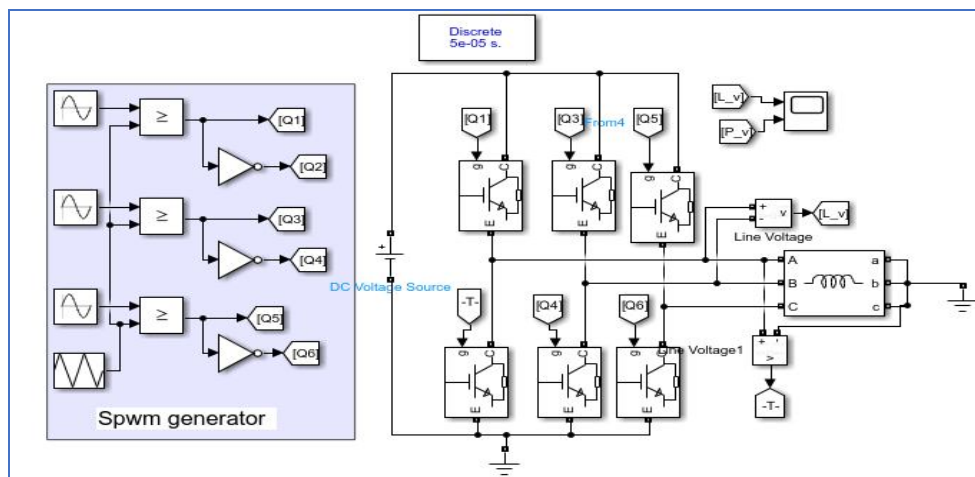 Discrete
5e-05 s.
[Q1]
[Q2]
[Q3]
[Q4]
[Q5]
[Q6]
Spwm generator
≥
≥
≥
[Q1]
[Q3]
From4
[Q5]
[L_v]
[P_v]
g C
E
g C
E
g C
E
+
-
v
[L_v]
Line Voltage
DC Voltage Source
+
-
-T-
[Q4]
[Q6]
A a
B b
C c
g C
E
g C
E
g C
E
Line Voltage1
+ -
v
-T-